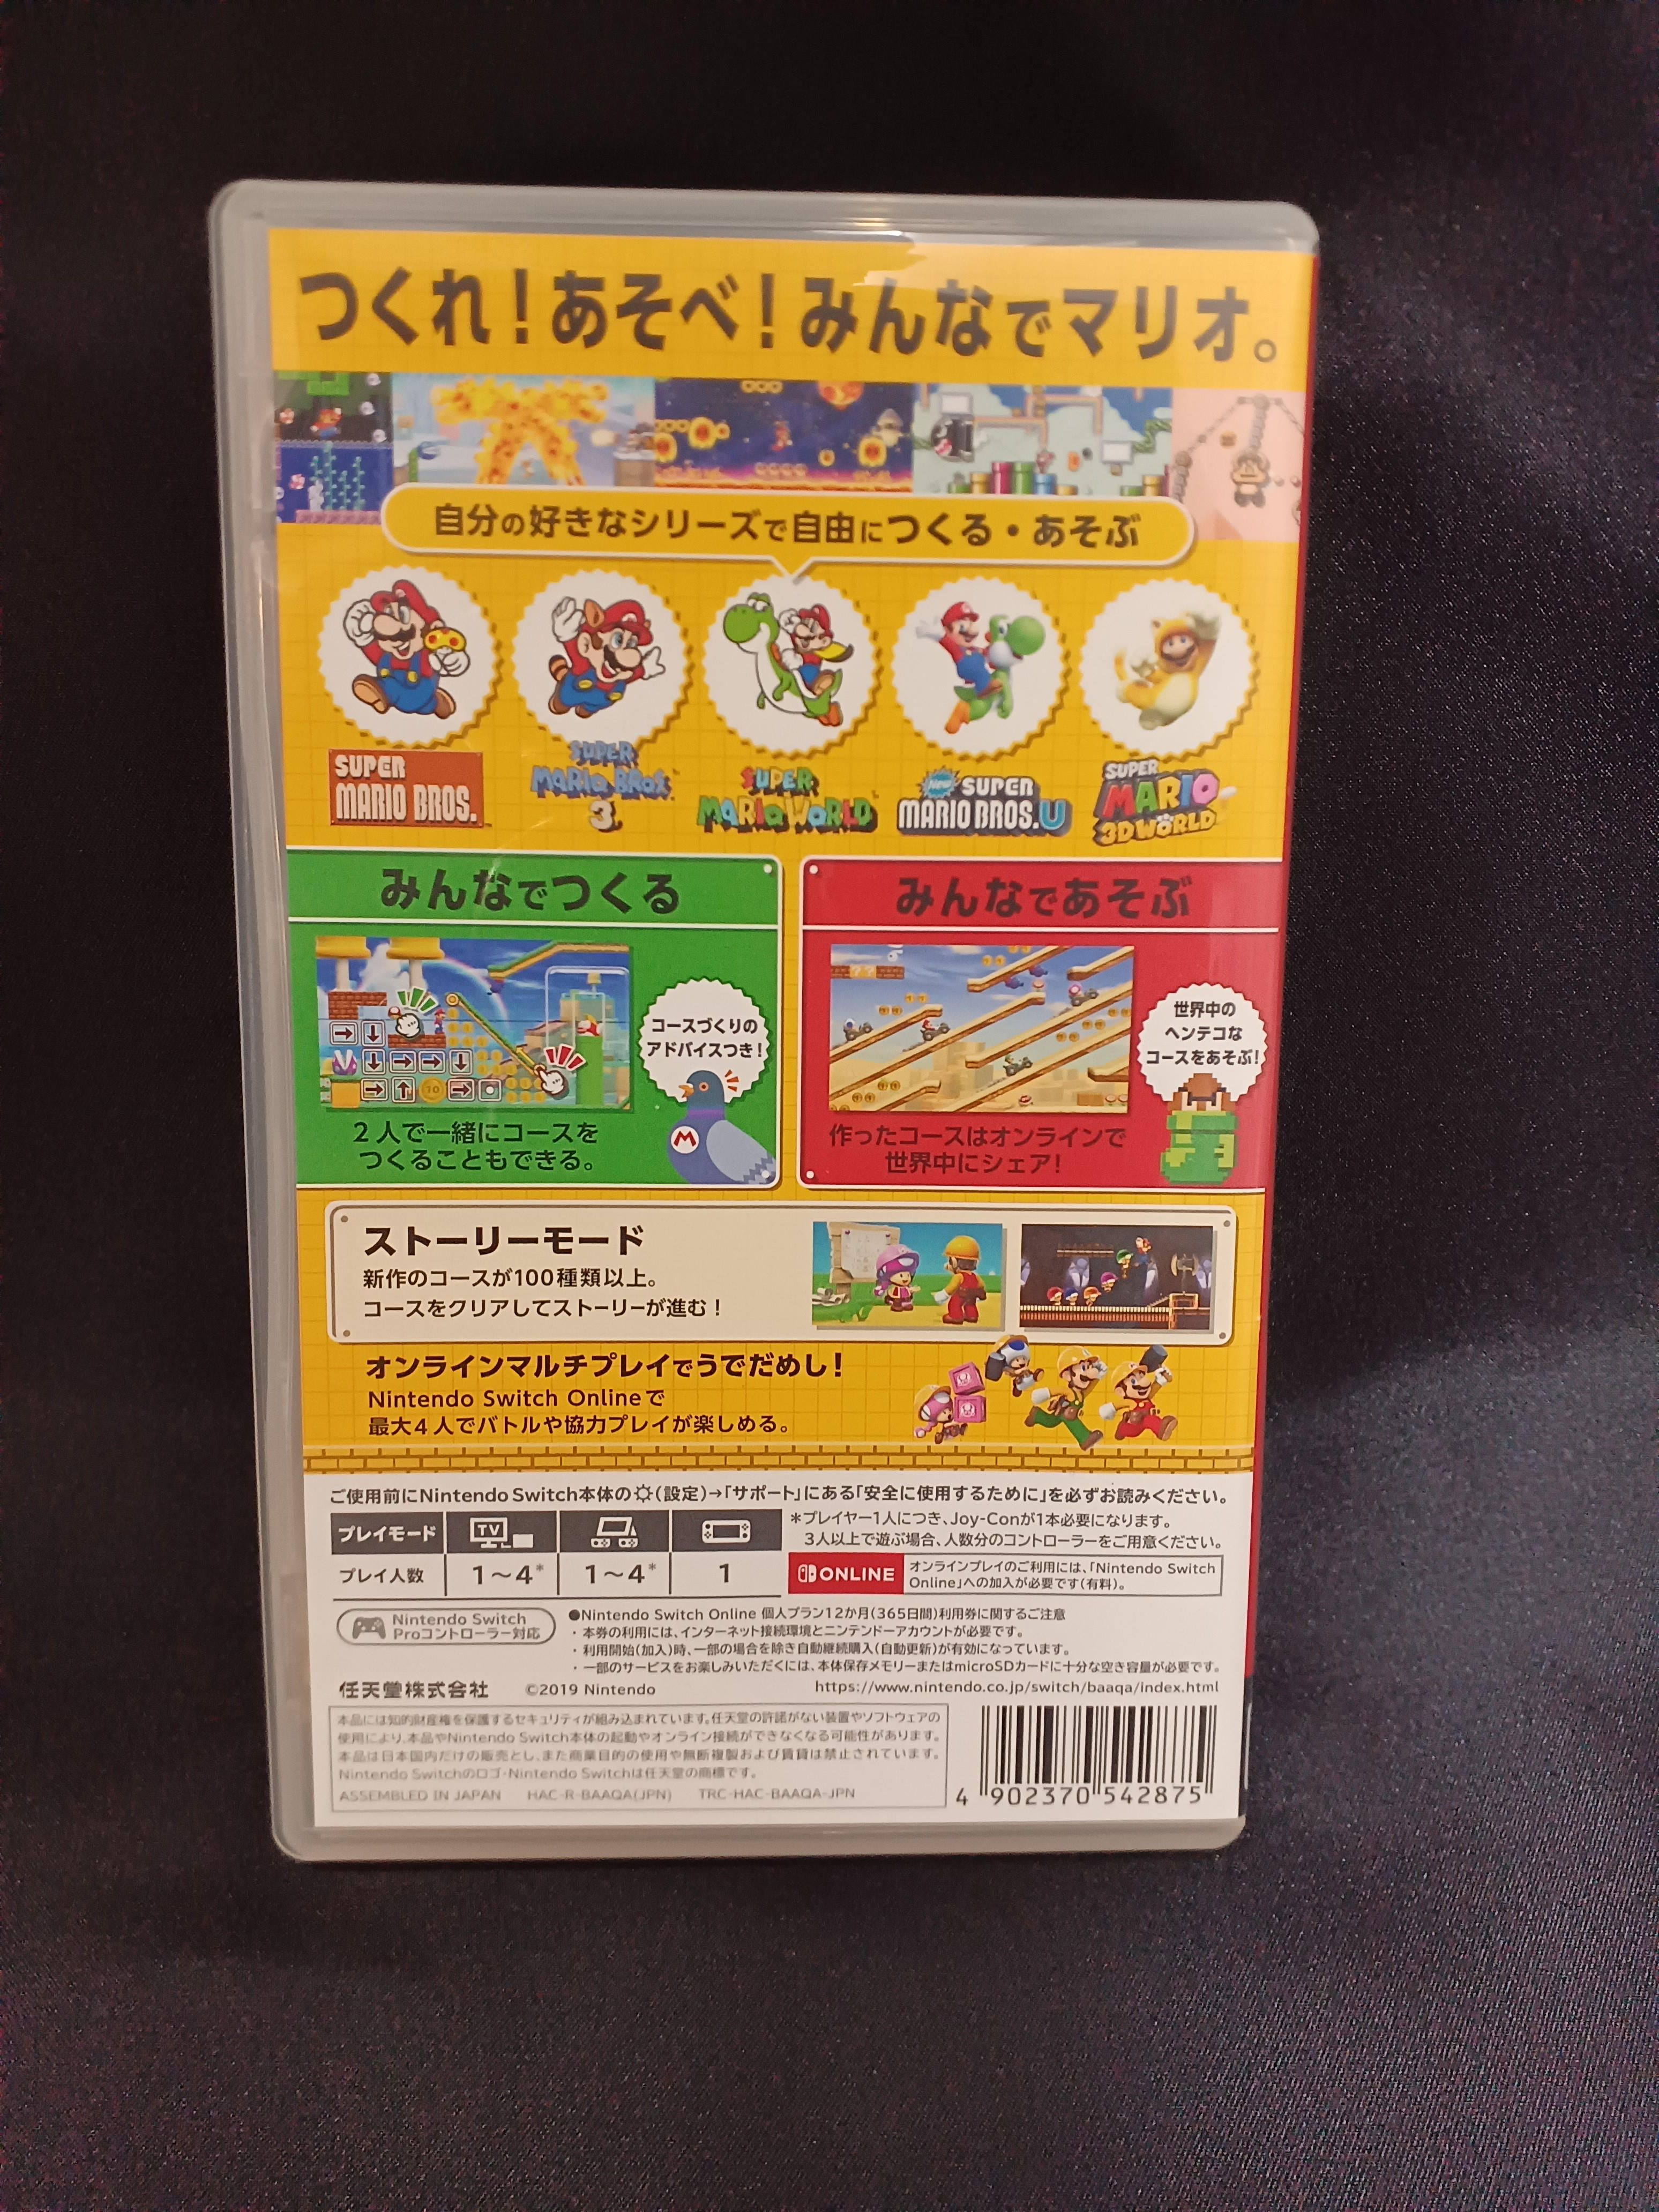 つくれ！あそべ！みんなでマリオ。
自分の好きなシリーズで自由につくる・あそぶ
SUPER
MARIO BROS.™
SUPER
MARIO BROS.™
3
SUPER
MARIO WORLD™
NEW SUPER
MARIO BROS.U
SUPER
MARIO
3D WORLD
みんなでつくる
コースづくりの
アドバイスつき！
M
2人で一緒にコースを
つくることもできる。
みんなであそぶ
世界中の
ヘンテコな
コースをあそぶ！
作ったコースはオンラインで
世界中にシェア！
ストーリーモード
新作のコースが100種類以上。
コースをクリアしてストーリーが進む！
オンラインマルチプレイでうでだめし！
Nintendo Switch Onlineで
最大4人でバトルや協力プレイが楽しめる。
ご使用前にNintendo Switch本体の(設定)→「サポート」にある「安全に使用するために」を必ずお読みください。
プレイモード TV
プレイ人数 1～4* 1～4* 1
*プレイヤー1人につき、Joy-Conが1本必要になります。
3人以上で遊ぶ場合、人数分のコントローラーをご用意ください。
ONLINE
オンラインプレイのご利用には、「Nintendo Switch
Online」への加入が必要です(有料)。
Nintendo Switch
Proコントローラー対応
●Nintendo Switch Online 個人プラン12か月(365日間)利用券に関するご注意
・本券の利用には、インターネット接続環境とニンテンドーアカウントが必要です。
・利用開始(加入)時、一部の場合を除き自動継続購入(自動更新)が有効になっています。
・一部のサービスをお楽しみいただくには、本体保存メモリーまたはmicroSDカードに十分な空き容量が必要です。
任天堂株式会社 ©2019 Nintendo
https://www.nintendo.co.jp/switch/baaqa/index.html
本品には知的財産権を保護するセキュリティが組み込まれています。任天堂の許諾がない装置やソフトウェアの
使用により、本品やNintendo Switch本体の起動やオンライン接続ができなくなる可能性があります。
本品は日本国内だけの販売とし、また商業目的の使用や無断複製および賃貸は禁止されています。
Nintendo Switchのロゴ・Nintendo Switchは任天堂の商標です。
ASSEMBLED IN JAPAN HAC-R-BAAQA(JPN) TRC-HAC-BAAQA-JPN
4 902370 542875